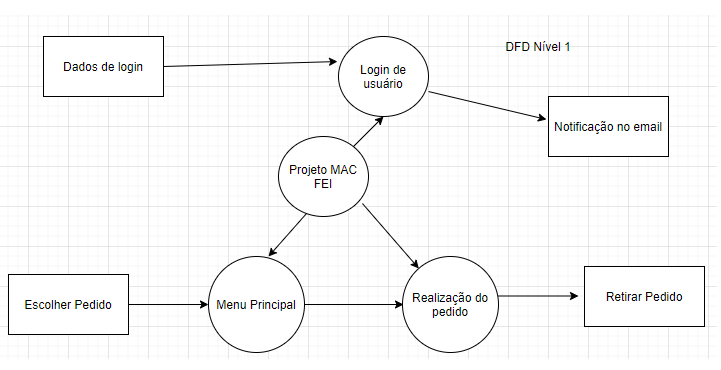 DFD Nível 1
Dados de login
Login de
usuário
Notificação no email
Projeto MAC
FEI
Escolher Pedido
Menu Principal
Realização do
pedido
Retirar Pedido